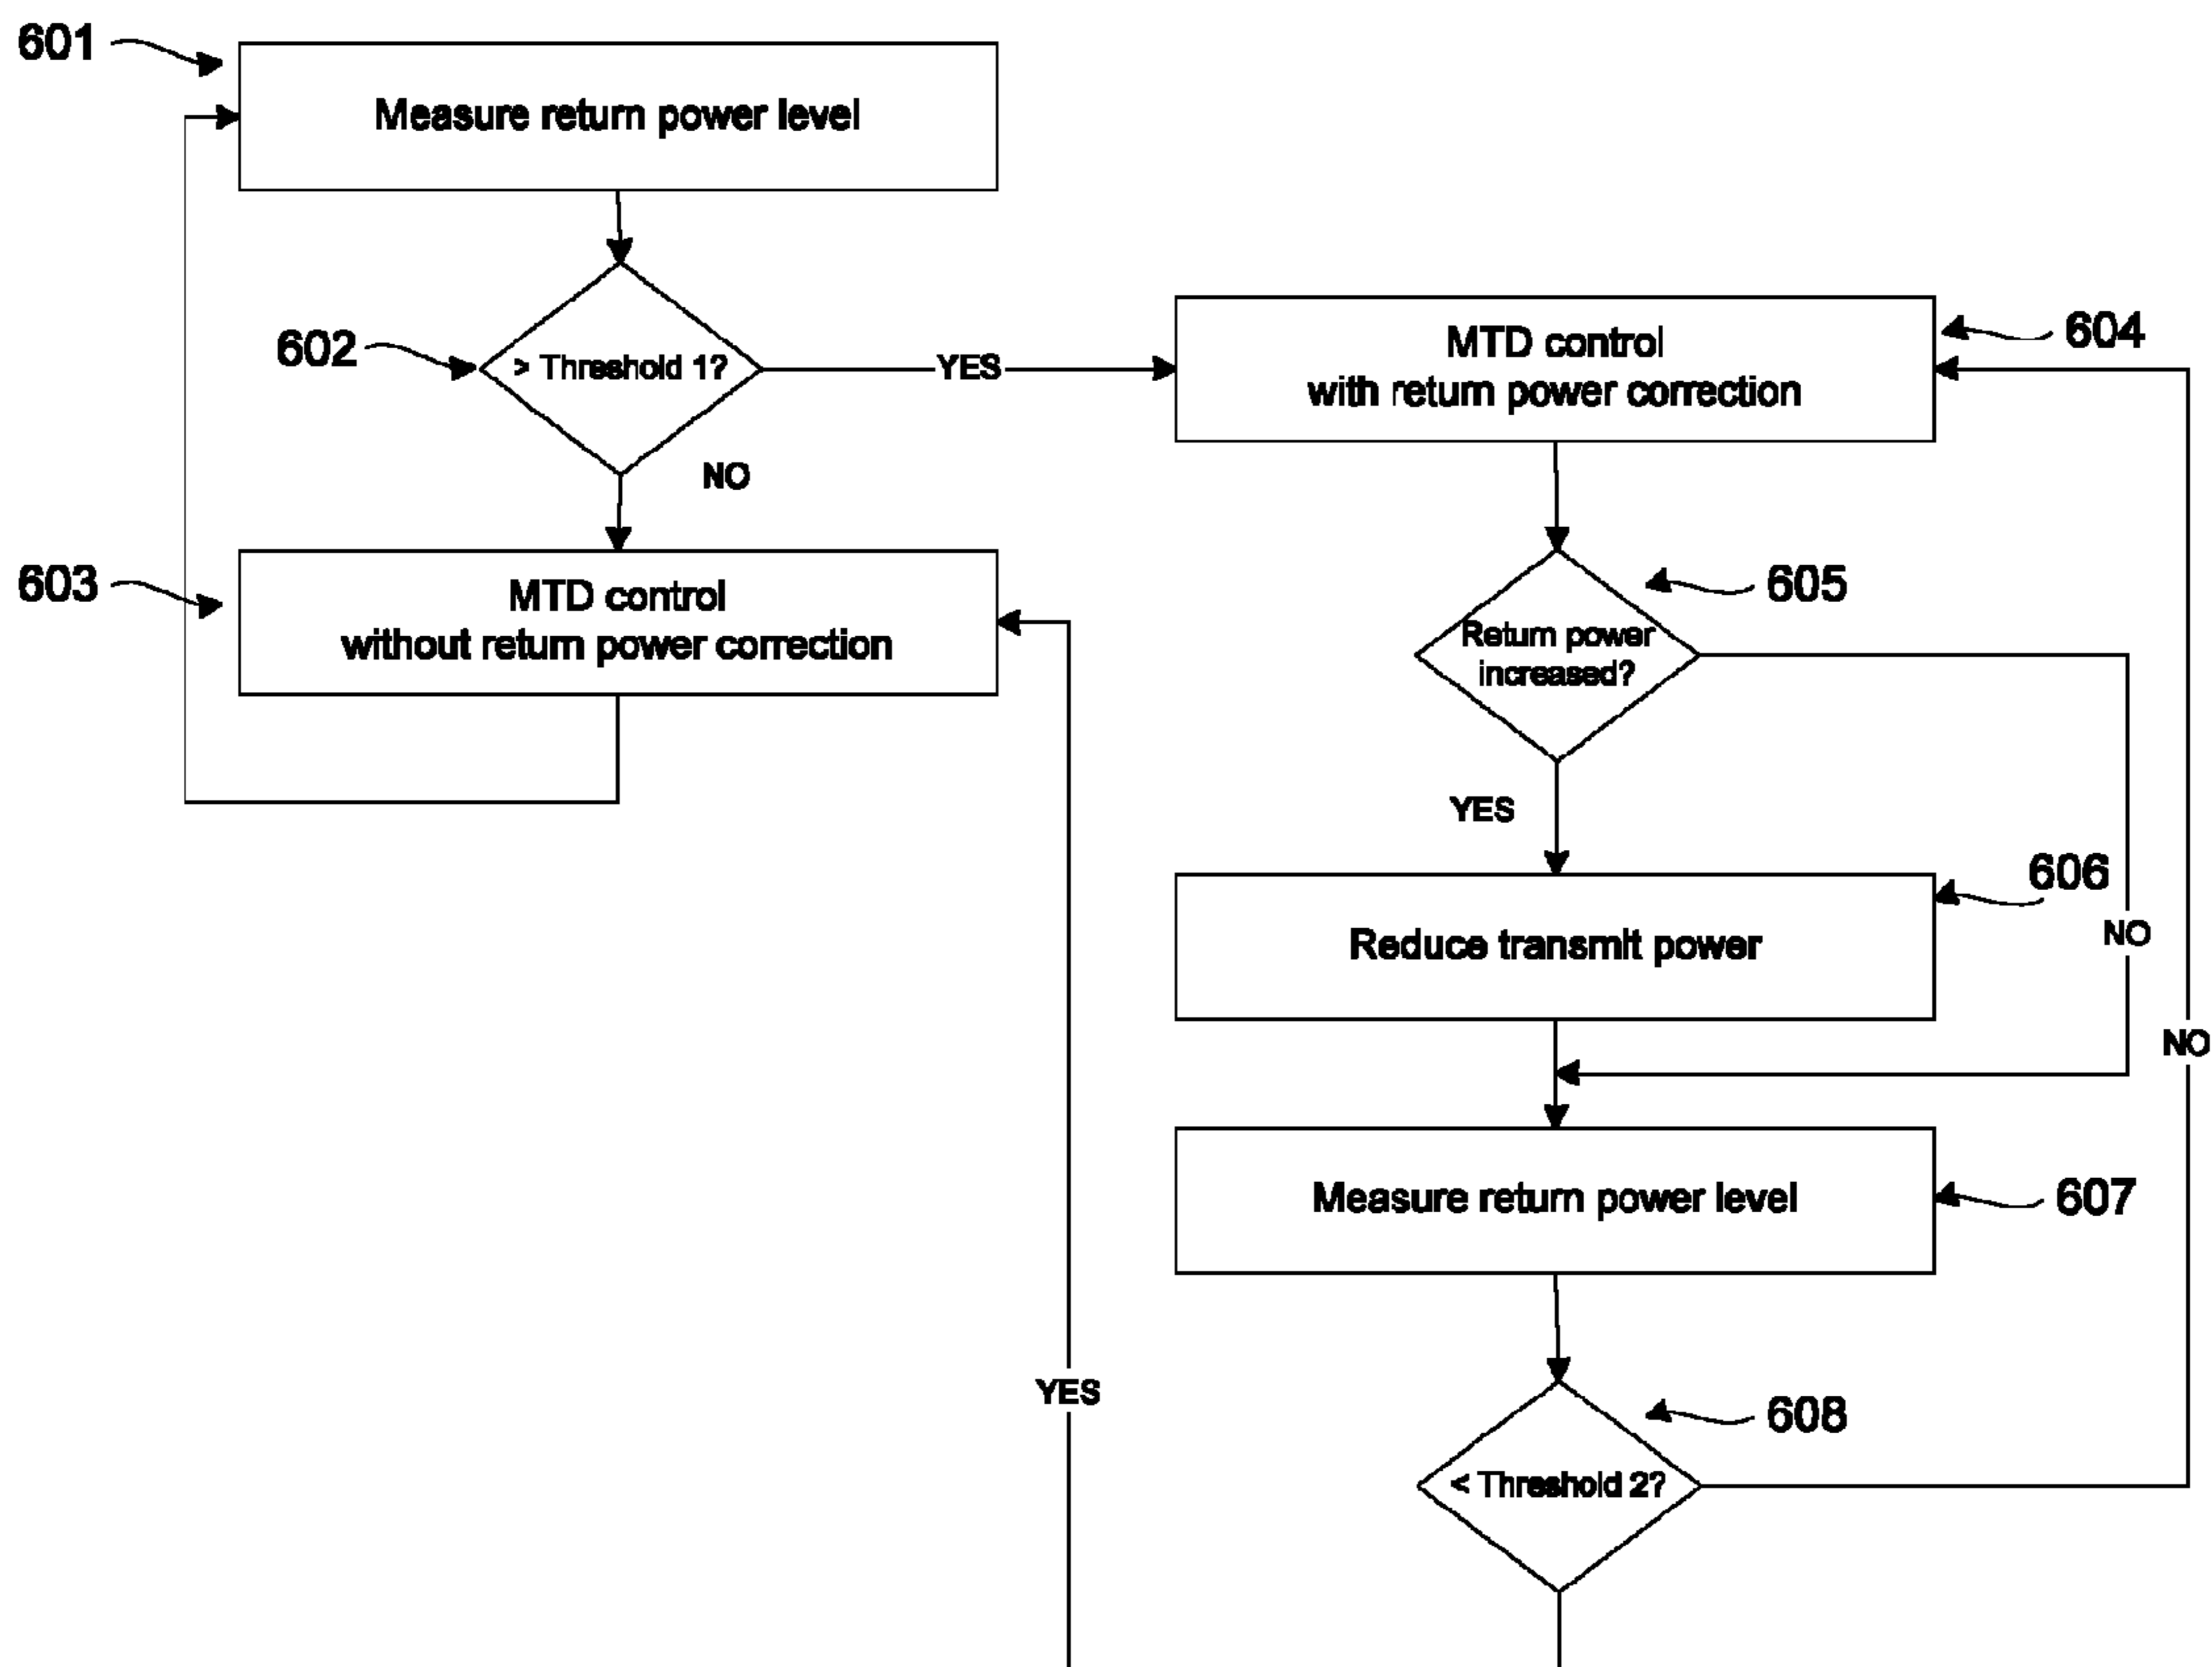 601
Measure return power level
602
> Threshold 1?
YES
NO
603
MTD control
without return power correction
604
MTD control
with return power correction
605
Return power
increased?
YES
NO
606
Reduce transmit power
NO
607
Measure return power level
YES
608
< Threshold 2?